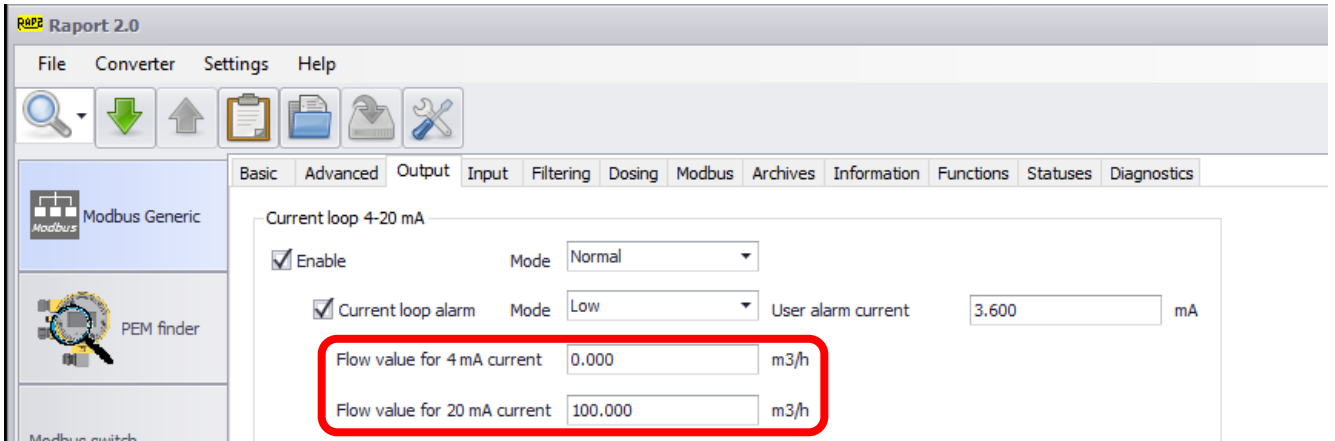 RAP2 Raport 2.0
File Converter Settings Help
Basic Advanced Output Input Filtering Dosing Modbus Archives Information Functions Statuses Diagnostics
Modbus Modbus Generic
PEM finder
Modbus switch
Current loop 4-20 mA
Enable Mode Normal
Current loop alarm Mode Low User alarm current 3.600 mA
Flow value for 4 mA current 0.000 m3/h
Flow value for 20 mA current 100.000 m3/h